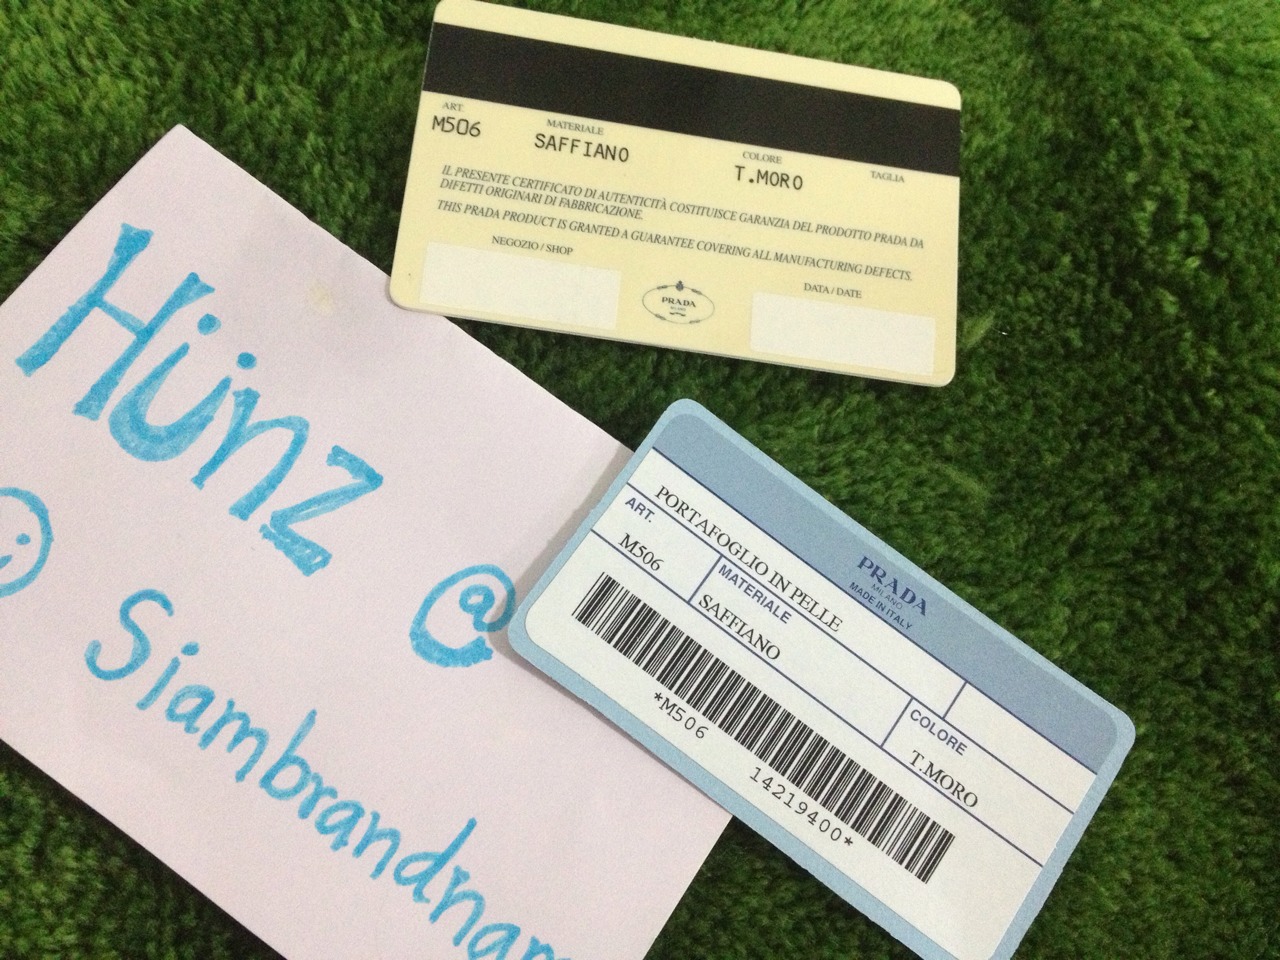 ART.
M506
MATERIALE
SAFFIANO
COLORE
T.MORO
TAGLIA
IL PRESENTE CERTIFICATO DI AUTENTICITÀ COSTITUISCE GARANZIA DEL PRODOTTO PRADA DA
DIFETTI ORIGINARI DI FABBRICAZIONE.
THIS PRADA PRODUCT IS GRANTED A GUARANTEE COVERING ALL MANUFACTURING DEFECTS.
NEGOZIO / SHOP
PRADA
MILANO
DATA / DATE
Hünz
@
Siambrandnam
PRADA
MILANO
MADE IN ITALY
PORTAFOGLIO IN PELLE
ART.
M506
MATERIALE
SAFFIANO
COLORE
T.MORO
*M506 14219400*